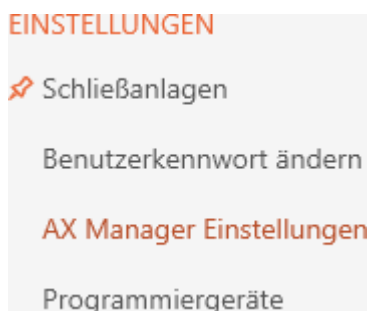 EINSTELLUNGEN
Schließanlagen
Benutzerkennwort ändern
AX Manager Einstellungen
Programmiergeräte